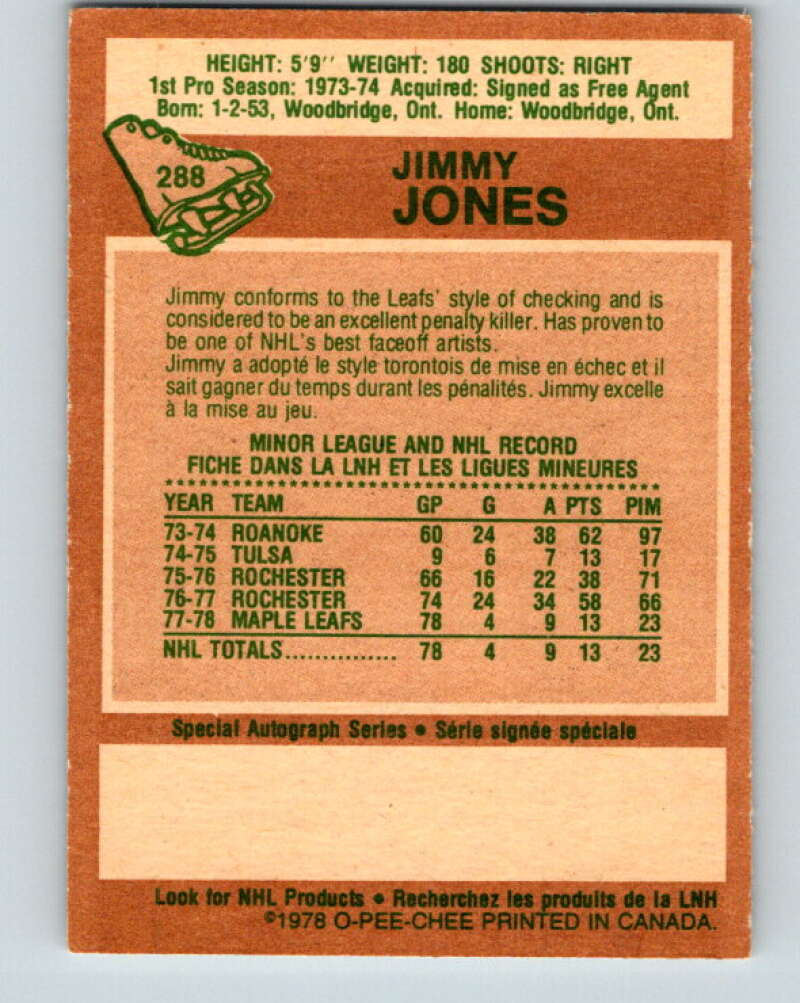 HEIGHT: 5'9'' WEIGHT: 180 SHOOTS: RIGHT
1st Pro Season: 1973-74 Acquired: Signed as Free Agent
Born: 1-2-53, Woodbridge, Ont. Home: Woodbridge, Ont.
288
JIMMY
JONES
Jimmy conforms to the Leafs' style of checking and is
considered to be an excellent penalty killer. Has proven to
be one of NHL's best faceoff artists.
Jimmy a adopté le style torontois de mise en échec et il
sait gagner du temps durant les pénalités. Jimmy excelle
à la mise au jeu.
MINOR LEAGUE AND NHL RECORD
FICHE DANS LA LNH ET LES LIGUES MINEURES
YEAR TEAM GP G A PTS PIM
73-74 ROANOKE 60 24 38 62 97
74-75 TULSA 9 6 7 13 17
75-76 ROCHESTER 66 16 22 38 71
76-77 ROCHESTER 74 24 34 58 66
77-78 MAPLE LEAFS 78 4 9 13 23
NHL TOTALS............... 78 4 9 13 23
Special Autograph Series • Série signée spéciale
Look for NHL Products • Recherchez les produits de la LNH
©1978 O-PEE-CHEE PRINTED IN CANADA.